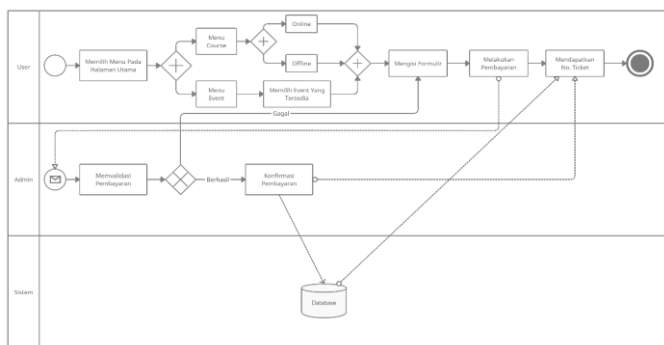 User
Memilih Menu Pada
Halaman Utama
Menu
Course
Online
Offline
Menu
Event
Memilih Event Yang
Tersedia
Mengisi Formulir
Melakukan
Pembayaran
Mendapatkan
No. Ticket
Gagal
Admin
Memvalidasi
Pembayaran
Berhasil
Konfirmasi
Pembayaran
Sistem
Database